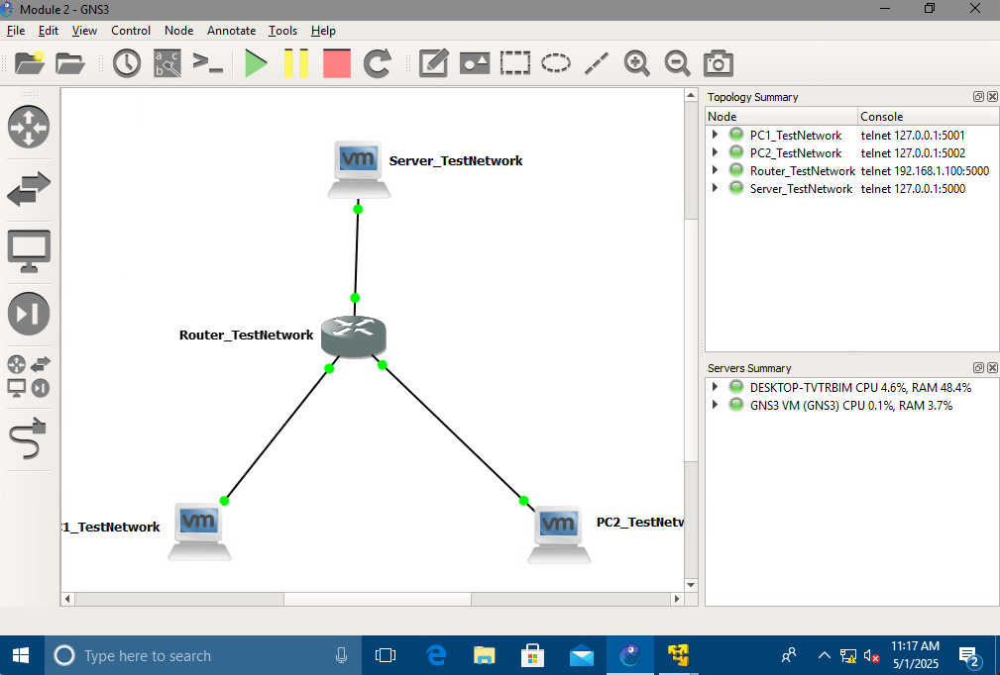 Module 2 - GNS3
File Edit View Control Node Annotate Tools Help
Topology Summary
Node Console
PC1_TestNetwork telnet 127.0.0.1:5001
PC2_TestNetwork telnet 127.0.0.1:5002
Router_TestNetwork telnet 192.168.1.100:5000
Server_TestNetwork telnet 127.0.0.1:5000
vm Server_TestNetwork
Router_TestNetwork
C1_TestNetwork vm
vm PC2_TestNetw
Servers Summary
DESKTOP-TVTRBIM CPU 4.6%, RAM 48.4%
GNS3 VM (GNS3) CPU 0.1%, RAM 3.7%
Type here to search
11:17 AM
5/1/2025
2